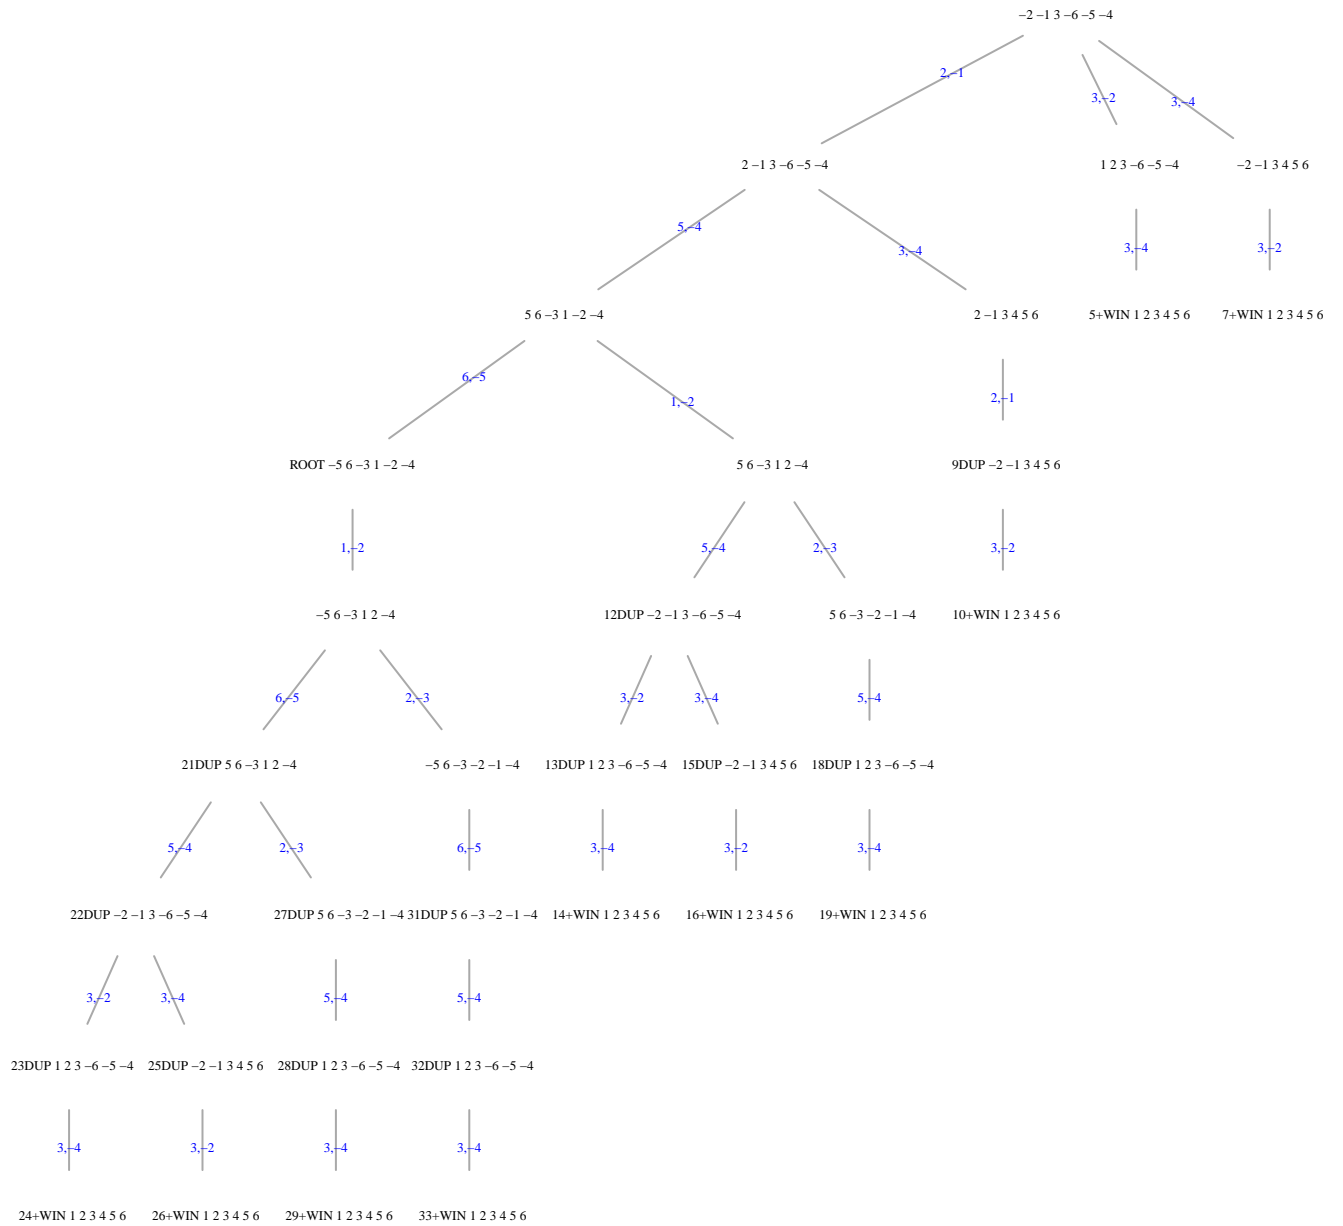 −2 −1 3 −6 −5 −4
2,−1
3,−2
3,−4
2 −1 3 −6 −5 −4
1 2 3 −6 −5 −4
−2 −1 3 4 5 6
5,−4
3,−4
3,−4
3,−2
5 6 −3 1 −2 −4
2 −1 3 4 5 6
5+WIN 1 2 3 4 5 6
7+WIN 1 2 3 4 5 6
6,−5
1,−2
2,−1
ROOT −5 6 −3 1 −2 −4
5 6 −3 1 2 −4
9DUP −2 −1 3 4 5 6
1,−2
5,−4
2,−3
3,−2
−5 6 −3 1 2 −4
12DUP −2 −1 3 −6 −5 −4
5 6 −3 −2 −1 −4
10+WIN 1 2 3 4 5 6
6,−5
2,−3
3,−2
3,−4
5,−4
21DUP 5 6 −3 1 2 −4
−5 6 −3 −2 −1 −4
13DUP 1 2 3 −6 −5 −4
15DUP −2 −1 3 4 5 6
18DUP 1 2 3 −6 −5 −4
5,−4
2,−3
6,−5
3,−4
3,−2
3,−4
22DUP −2 −1 3 −6 −5 −4
27DUP 5 6 −3 −2 −1 −4
31DUP 5 6 −3 −2 −1 −4
14+WIN 1 2 3 4 5 6
16+WIN 1 2 3 4 5 6
19+WIN 1 2 3 4 5 6
3,−2
3,−4
5,−4
5,−4
23DUP 1 2 3 −6 −5 −4
25DUP −2 −1 3 4 5 6
28DUP 1 2 3 −6 −5 −4
32DUP 1 2 3 −6 −5 −4
3,−4
3,−2
3,−4
3,−4
24+WIN 1 2 3 4 5 6
26+WIN 1 2 3 4 5 6
29+WIN 1 2 3 4 5 6
33+WIN 1 2 3 4 5 6